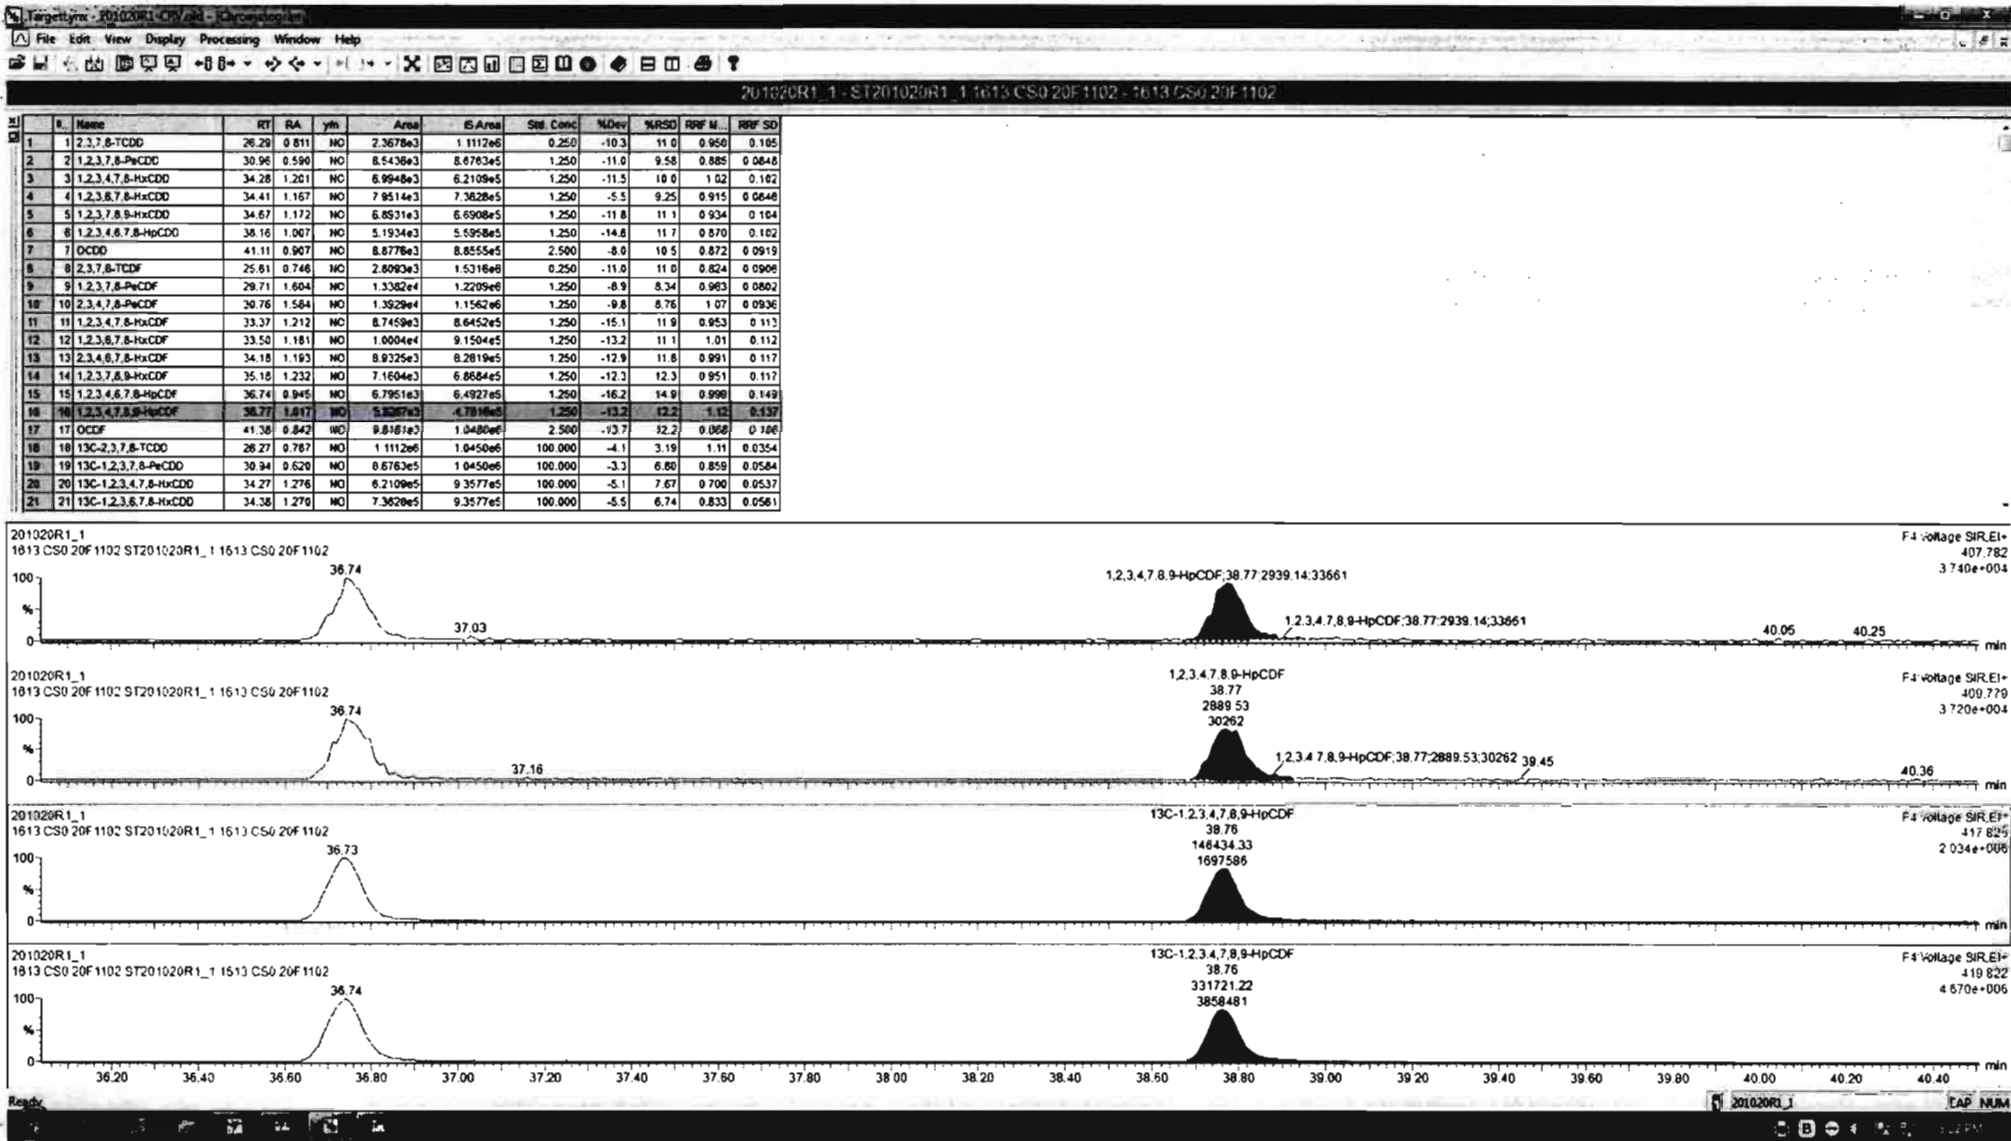 TargetLynx - 201020R1-CRV.qld - [Chromatogram]
File Edit View Display Processing Window Help
201020R1_1 - ST201020R1_1 1613 CS0 20F1102 - 1613 CS0 20F1102
#.. Name RT RA y/n Area IS Area Std. Conc %Dev %RSD RRF M... RRF SD
1 1 2,3,7,8-TCDD 26.29 0.811 NO 2.3678e3 1.1112e6 0.250 -10.3 11.0 0.950 0.105
2 2 1,2,3,7,8-PeCDD 30.96 0.590 NO 8.5436e3 8.6763e5 1.250 -11.0 9.58 0.885 0.0848
3 3 1,2,3,4,7,8-HxCDD 34.28 1.201 NO 6.9948e3 6.2109e5 1.250 -11.5 10.0 1.02 0.102
4 4 1,2,3,6,7,8-HxCDD 34.41 1.167 NO 7.9514e3 7.3628e5 1.250 -5.5 9.25 0.915 0.0846
5 5 1,2,3,7,8,9-HxCDD 34.67 1.172 NO 6.8931e3 6.6908e5 1.250 -11.8 11.1 0.934 0.104
6 6 1,2,3,4,6,7,8-HpCDD 38.16 1.007 NO 5.1934e3 5.5958e5 1.250 -14.6 11.7 0.870 0.102
7 7 OCDD 41.11 0.907 NO 8.8776e3 8.8555e5 2.500 -8.0 10.5 0.872 0.0919
8 8 2,3,7,8-TCDF 25.61 0.746 NO 2.8093e3 1.5316e6 0.250 -11.0 11.0 0.824 0.0906
9 9 1,2,3,7,8-PeCDF 29.71 1.604 NO 1.3382e4 1.2209e6 1.250 -8.9 8.34 0.963 0.0802
10 10 2,3,4,7,8-PeCDF 30.76 1.584 NO 1.3929e4 1.1562e6 1.250 -9.8 8.76 1.07 0.0936
11 11 1,2,3,4,7,8-HxCDF 33.37 1.212 NO 8.7459e3 8.6452e5 1.250 -15.1 11.9 0.953 0.113
12 12 1,2,3,6,7,8-HxCDF 33.50 1.181 NO 1.0004e4 9.1504e5 1.250 -13.2 11.1 1.01 0.112
13 13 2,3,4,6,7,8-HxCDF 34.18 1.193 NO 8.9325e3 8.2819e5 1.250 -12.9 11.8 0.991 0.117
14 14 1,2,3,7,8,9-HxCDF 35.18 1.232 NO 7.1604e3 6.8684e5 1.250 -12.3 12.3 0.951 0.117
15 15 1,2,3,4,6,7,8-HpCDF 36.74 0.945 NO 6.7951e3 6.4927e5 1.250 -16.2 14.9 0.998 0.149
16 16 1,2,3,4,7,8,9-HpCDF 38.77 1.017 NO 5.8287e3 4.7816e5 1.250 -13.2 12.2 1.12 0.137
17 17 OCDF 41.38 0.842 NO 9.8161e3 1.0480e6 2.500 -13.7 12.2 0.868 0.106
18 18 13C-2,3,7,8-TCDD 26.27 0.787 NO 1.1112e6 1.0450e6 100.000 -4.1 3.19 1.11 0.0354
19 19 13C-1,2,3,7,8-PeCDD 30.94 0.620 NO 8.6763e5 1.0450e6 100.000 -3.3 6.80 0.859 0.0584
20 20 13C-1,2,3,4,7,8-HxCDD 34.27 1.276 NO 6.2109e5 9.3577e5 100.000 -5.1 7.67 0.700 0.0537
21 21 13C-1,2,3,6,7,8-HxCDD 34.38 1.270 NO 7.3628e5 9.3577e5 100.000 -5.5 6.74 0.833 0.0561
201020R1_1
1613 CS0 20F1102 ST201020R1_1 1613 CS0 20F1102
F4:Voltage SIR,EI+
407.782
3.740e+004
100
%
0
36.74
37.03
1,2,3,4,7,8,9-HpCDF;38.77;2939.14;33661
1,2,3,4,7,8,9-HpCDF;38.77;2939.14;33661
40.05
40.25
min
201020R1_1
1613 CS0 20F1102 ST201020R1_1 1613 CS0 20F1102
F4:Voltage SIR,EI+
409.779
3.720e+004
100
%
0
36.74
37.16
1,2,3,4,7,8,9-HpCDF
38.77
2889.53
30262
1,2,3,4,7,8,9-HpCDF;38.77;2889.53;30262
39.45
40.36
min
201020R1_1
1613 CS0 20F1102 ST201020R1_1 1613 CS0 20F1102
F4:Voltage SIR,EI+
417.825
2.034e+006
100
%
0
36.73
13C-1,2,3,4,7,8,9-HpCDF
38.76
146434.33
1697586
min
201020R1_1
1613 CS0 20F1102 ST201020R1_1 1613 CS0 20F1102
F4:Voltage SIR,EI+
419.822
4.670e+006
100
%
0
36.74
13C-1,2,3,4,7,8,9-HpCDF
38.76
331721.22
3858481
min
36.20 36.40 36.60 36.80 37.00 37.20 37.40 37.60 37.80 38.00 38.20 38.40 38.60 38.80 39.00 39.20 39.40 39.60 39.80 40.00 40.20 40.40
Ready
201020R1_1
CAP NUM